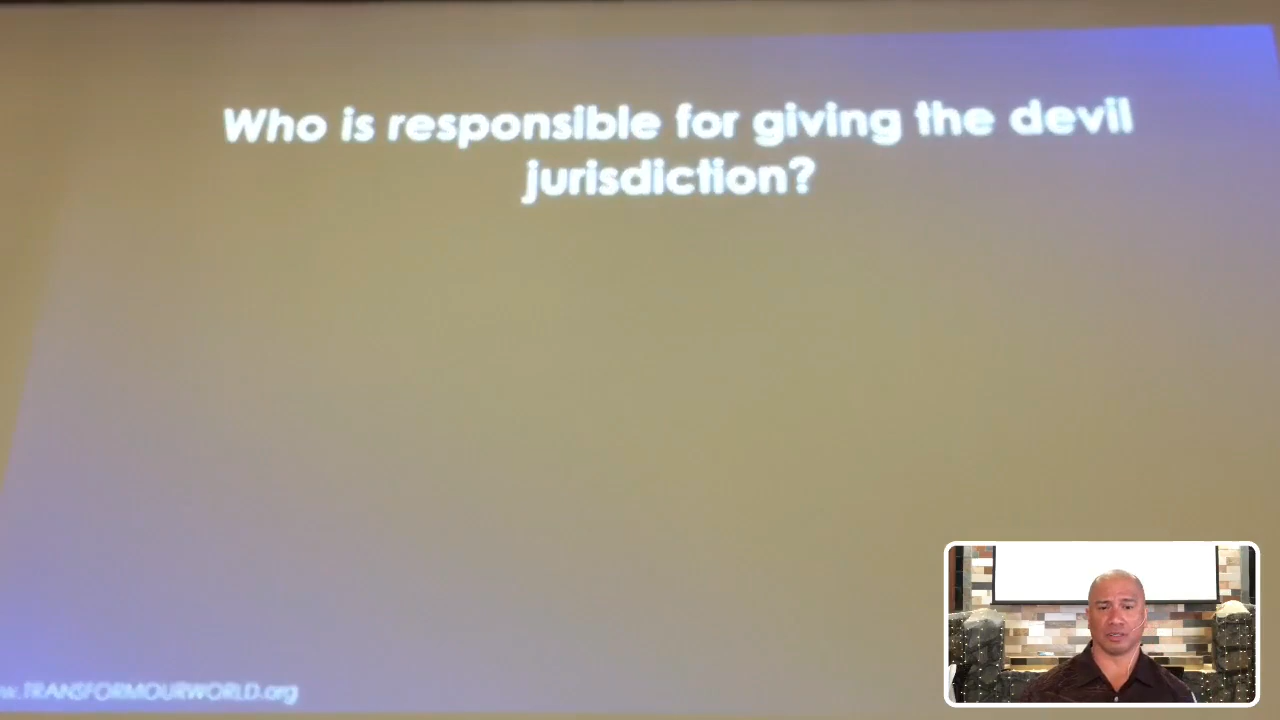 Who is responsible for giving the devil
jurisdiction?
w.TRANSFORMOURWORLD.org